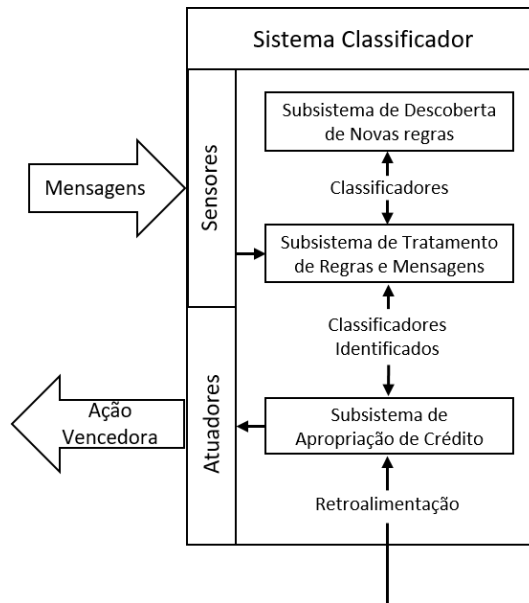 Sistema Classificador
Sensores
Subsistema de Descoberta
de Novas regras
Mensagens
Classificadores
Subsistema de Tratamento
de Regras e Mensagens
Classificadores
Identificados
Atuadores
Ação
Vencedora
Subsistema de
Apropriação de Crédito
Retroalimentação